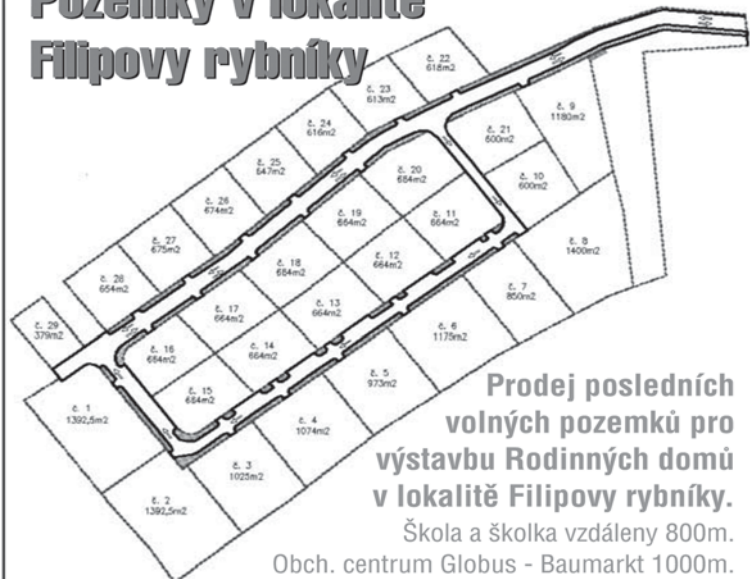 Pozemky v lokalitě
Filipovy rybníky
č. 22
618m2
č. 23
613m2
č. 24
616m2
č. 25
647m2
č. 26
674m2
č. 27
675m2
č. 28
654m2
č. 29
379m2
č. 9
1180m2
č. 21
600m2
č. 10
600m2
č. 20
684m2
č. 19
664m2
č. 11
664m2
č. 18
684m2
č. 12
664m2
č. 8
1400m2
č. 17
664m2
č. 13
664m2
č. 7
850m2
č. 16
684m2
č. 14
664m2
č. 6
1175m2
č. 15
684m2
č. 5
973m2
č. 1
1392,5m2
č. 4
1074m2
č. 3
1025m2
č. 2
1392,5m2
Prodej posledních
volných pozemků pro
výstavbu Rodinných domů
v lokalitě Filipovy rybníky.
Škola a školka vzdáleny 800m.
Obch. centrum Globus - Baumarkt 1000m.